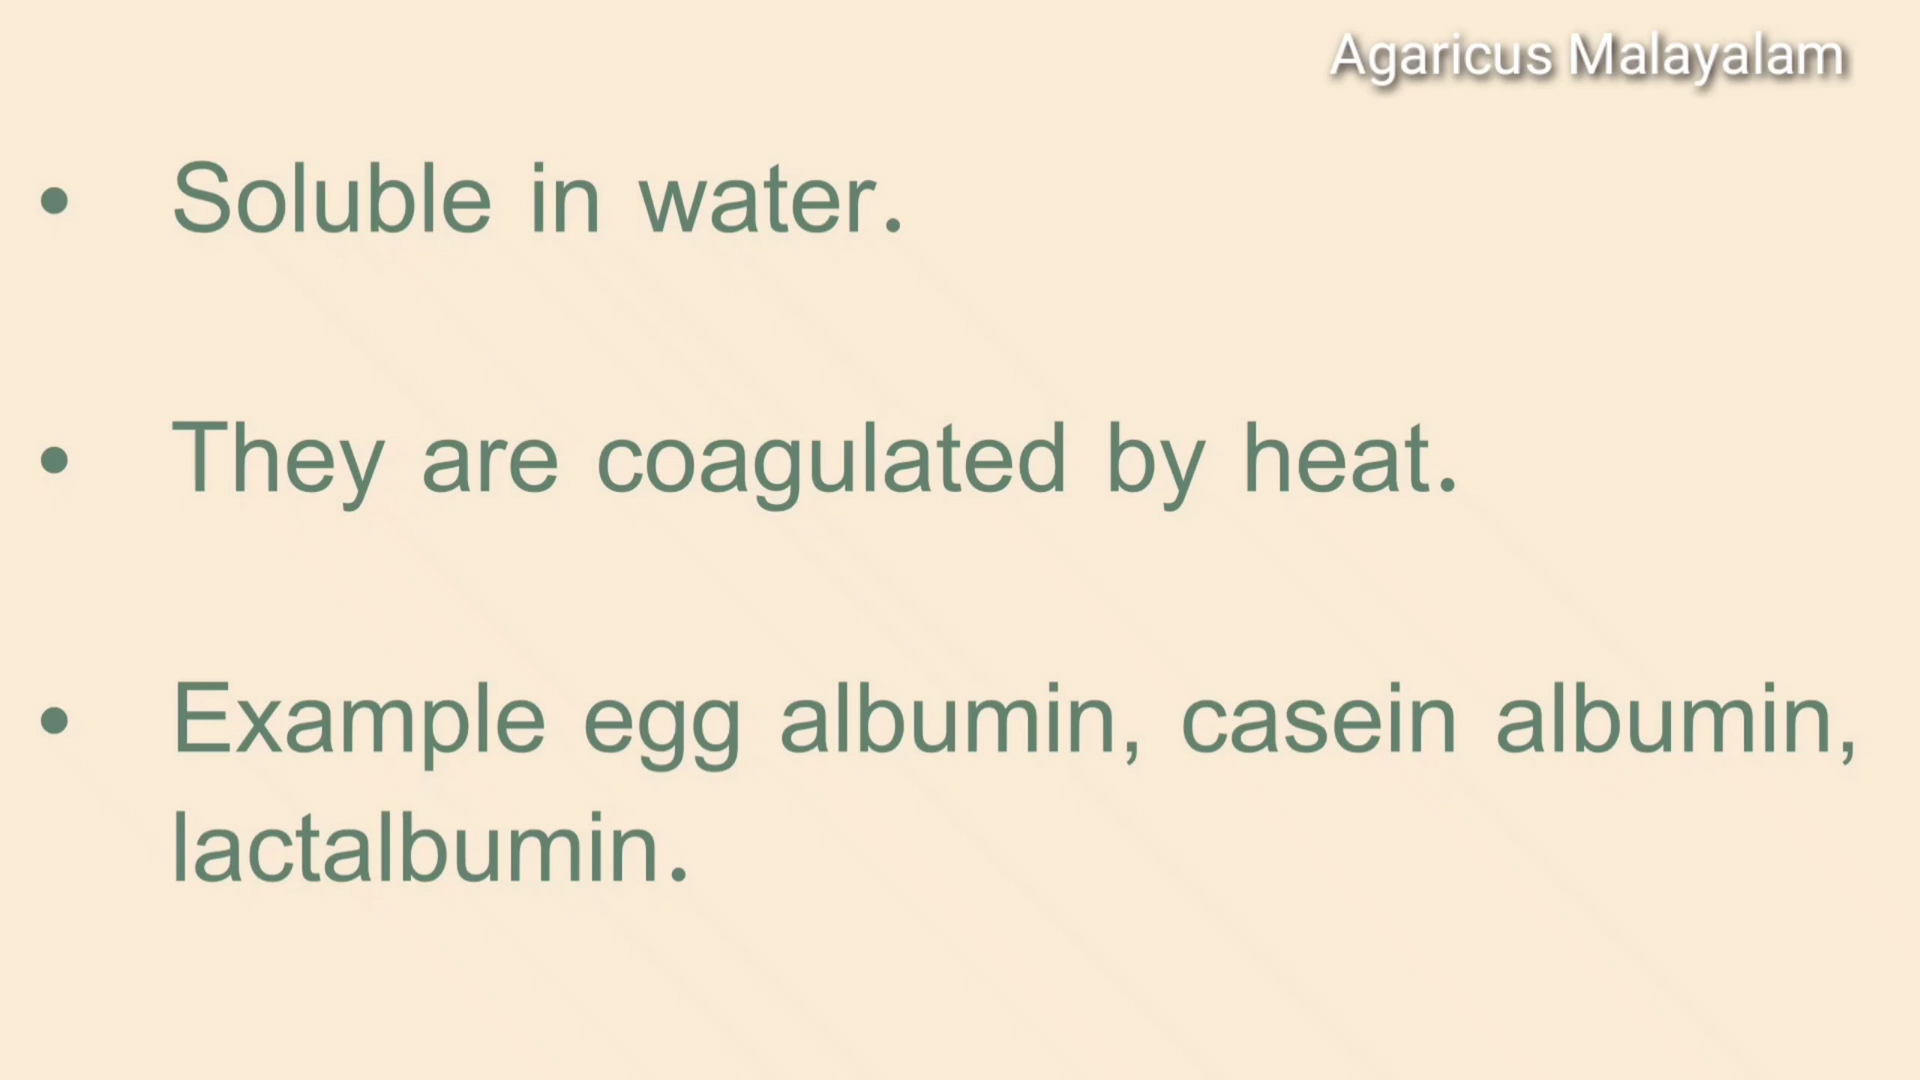 Agaricus Malayalam
• Soluble in water.
• They are coagulated by heat.
• Example egg albumin, casein albumin,
lactalbumin.